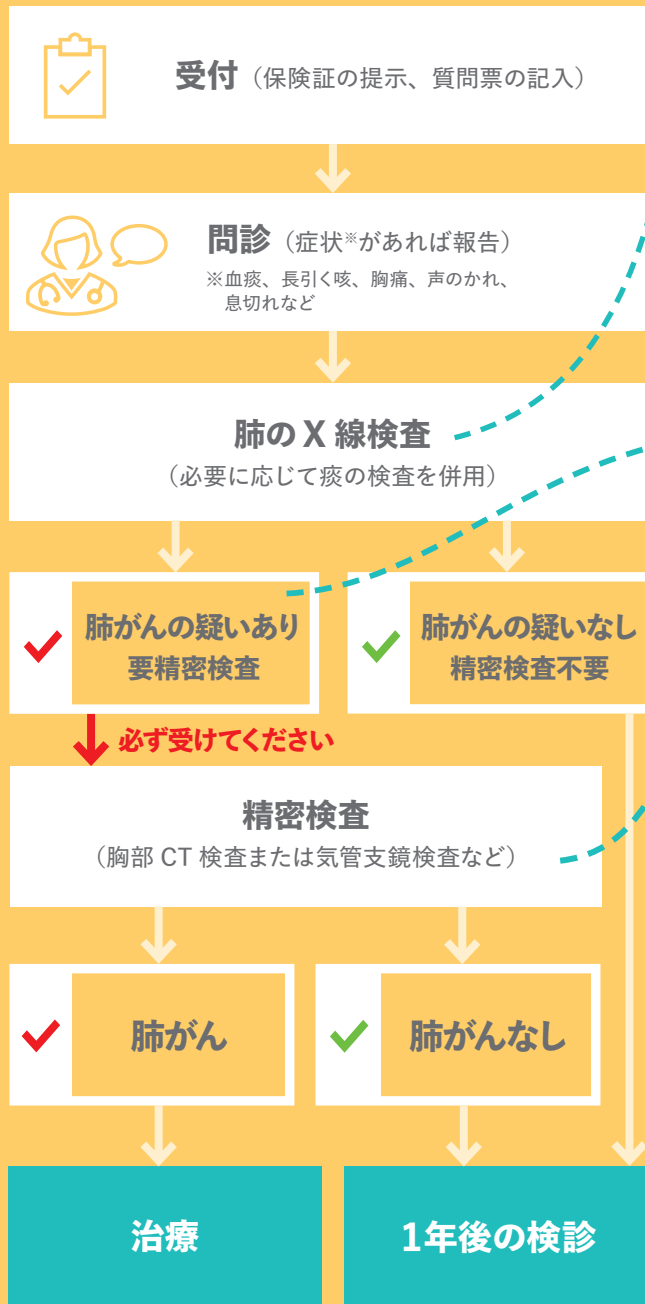 受付（保険証の提示、質問票の記入）
問診（症状※があれば報告）
※血痰、長引く咳、胸痛、声のかれ、
息切れなど
肺のX線検査
（必要に応じて痰の検査を併用）
肺がんの疑いあり
要精密検査
肺がんの疑いなし
精密検査不要
必ず受けてください
精密検査
（胸部 CT 検査または気管支鏡検査など）
肺がん
肺がんなし
治療
1年後の検診